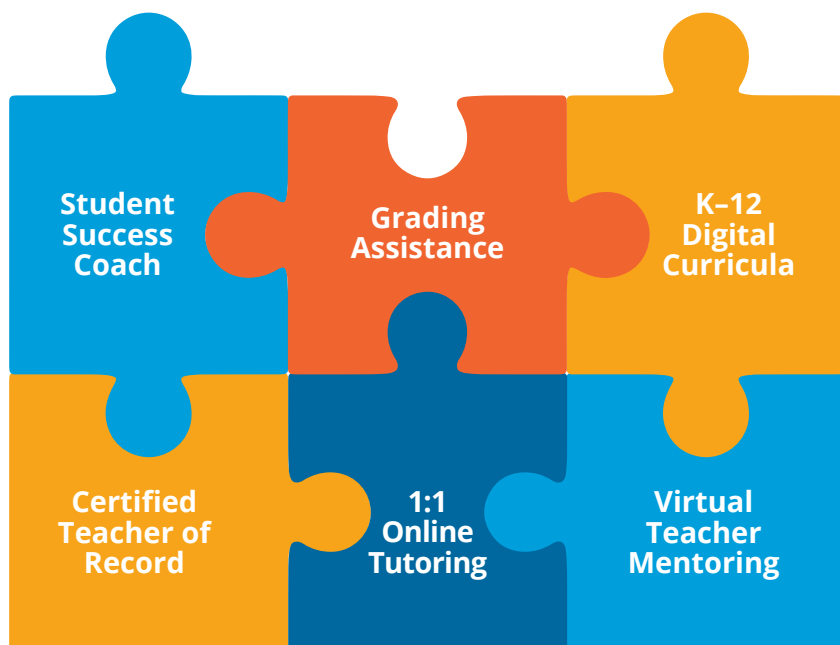 Student
Success
Coach
Grading
Assistance
K–12
Digital
Curricula
Certified
Teacher of
Record
1:1
Online
Tutoring
Virtual
Teacher
Mentoring